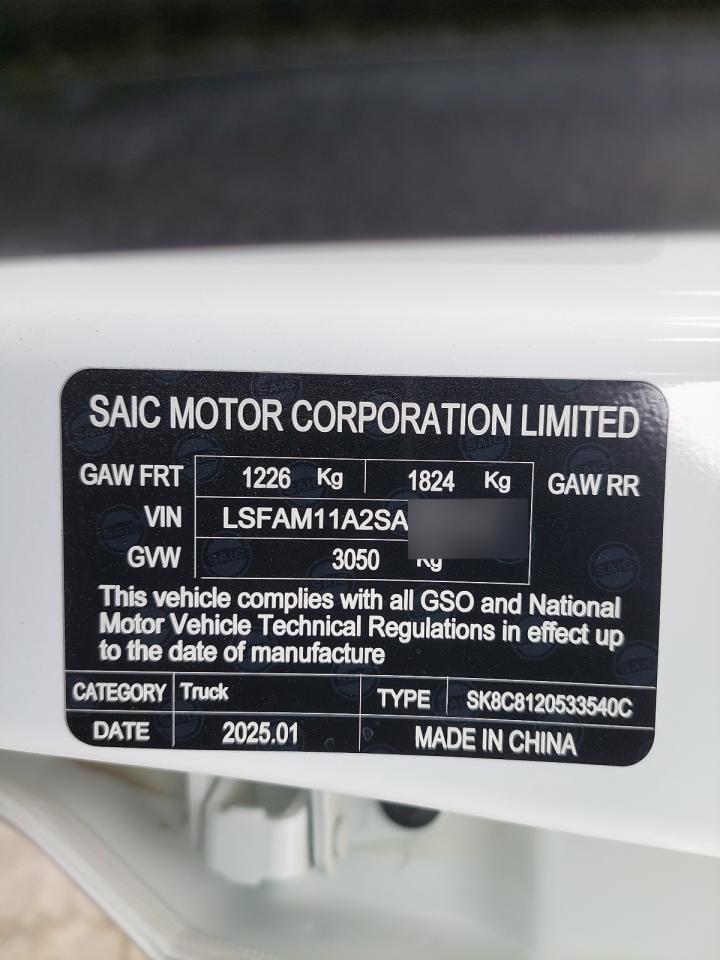 SAIC MOTOR CORPORATION LIMITED
GAW FRT 1226 Kg 1824 Kg GAW RR
VIN LSFAM11A2SA
GVW 3050 Kg
This vehicle complies with all GSO and National
Motor Vehicle Technical Regulations in effect up
to the date of manufacture
CATEGORY Truck TYPE SK8C8120533540C
DATE 2025.01 MADE IN CHINA